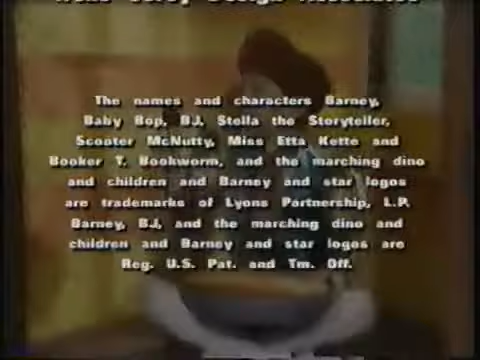 The names and characters Barney,
Baby Bop, BJ, Stella the Storyteller,
Scooter McNutty, Miss Etta Kette and
Booker T. Bookworm, and the marching dino
and children and Barney and star logos
are trademarks of Lyons Partnership, L.P.
Barney, BJ, and the marching dino and
children and Barney and star logos are
Reg. U.S. Pat. and Tm. Off.